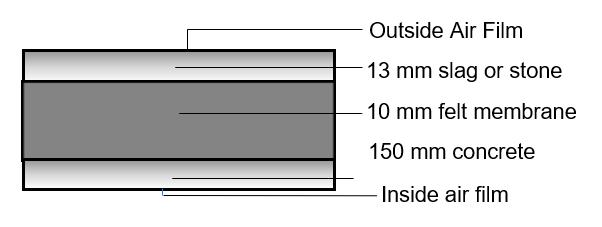 Outside Air Film
13 mm slag or stone
10 mm felt membrane
150 mm concrete
Inside air film